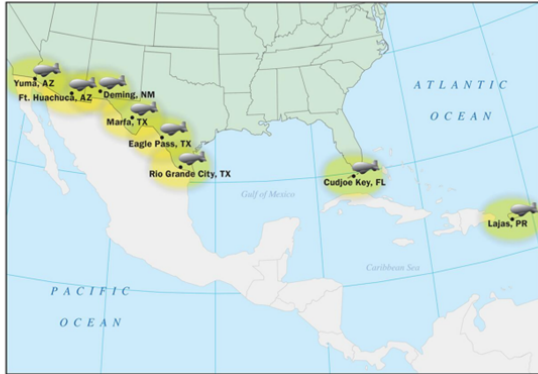 Yuma, AZ
Ft. Huachuca, AZ
Deming, NM
Marfa, TX
Eagle Pass, TX
Rio Grande City, TX
ATLANTIC
OCEAN
Cudjoe Key, FL
Gulf of Mexico
Lajas, PR
Caribbean Sea
PACIFIC
OCEAN